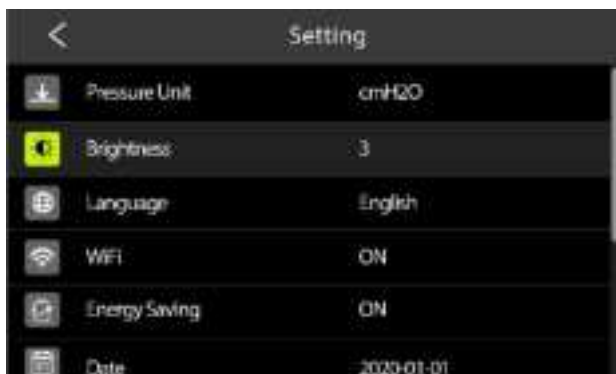 Setting
Pressure Unit cmH2O
Brightness 3
Language English
WiFi ON
Energy Saving ON
Date 2020-01-01